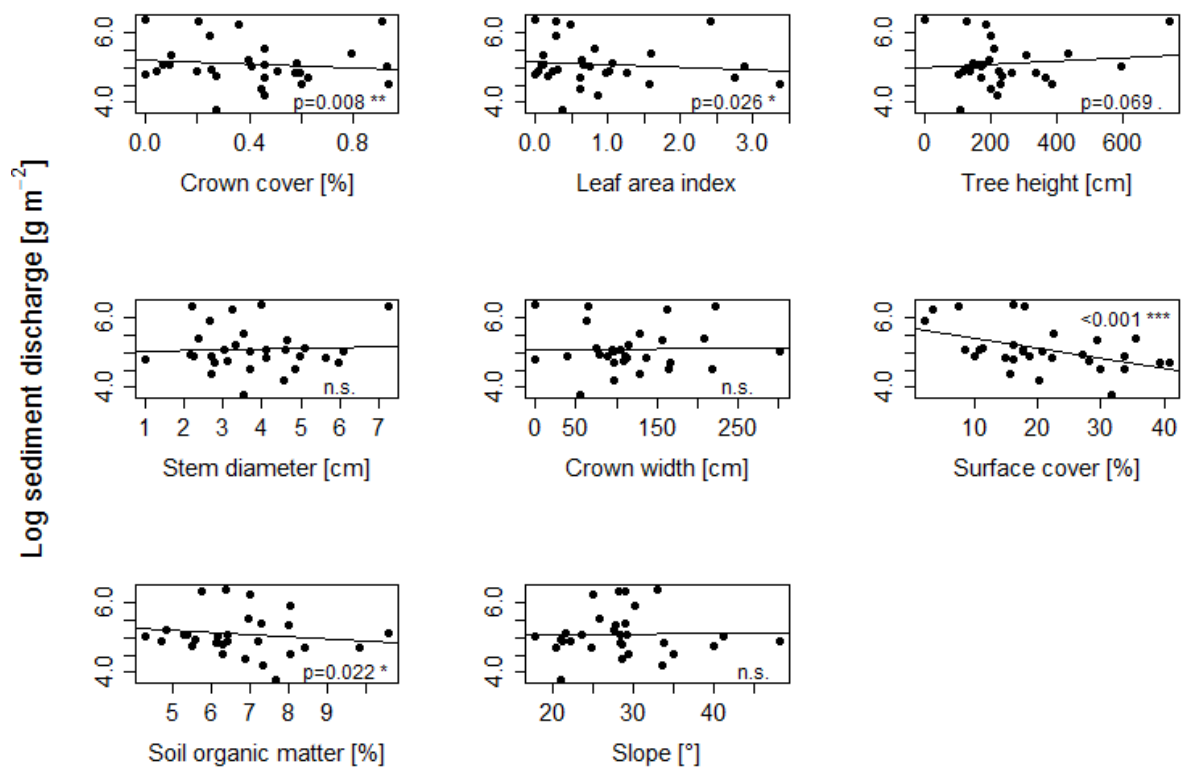 Log sediment discharge [g m⁻²]
6.0
4.0
p=0.008 **
0.0 0.4 0.8
Crown cover [%]
6.0
4.0
p=0.026 *
0.0 1.0 2.0 3.0
Leaf area index
6.0
4.0
p=0.069 .
0 200 400 600
Tree height [cm]
6.0
4.0
n.s.
1 2 3 4 5 6 7
Stem diameter [cm]
6.0
4.0
n.s.
0 50 150 250
Crown width [cm]
6.0
4.0
<0.001 ***
10 20 30 40
Surface cover [%]
6.0
4.0
p=0.022 *
5 6 7 8 9
Soil organic matter [%]
6.0
4.0
n.s.
20 30 40
Slope [°]